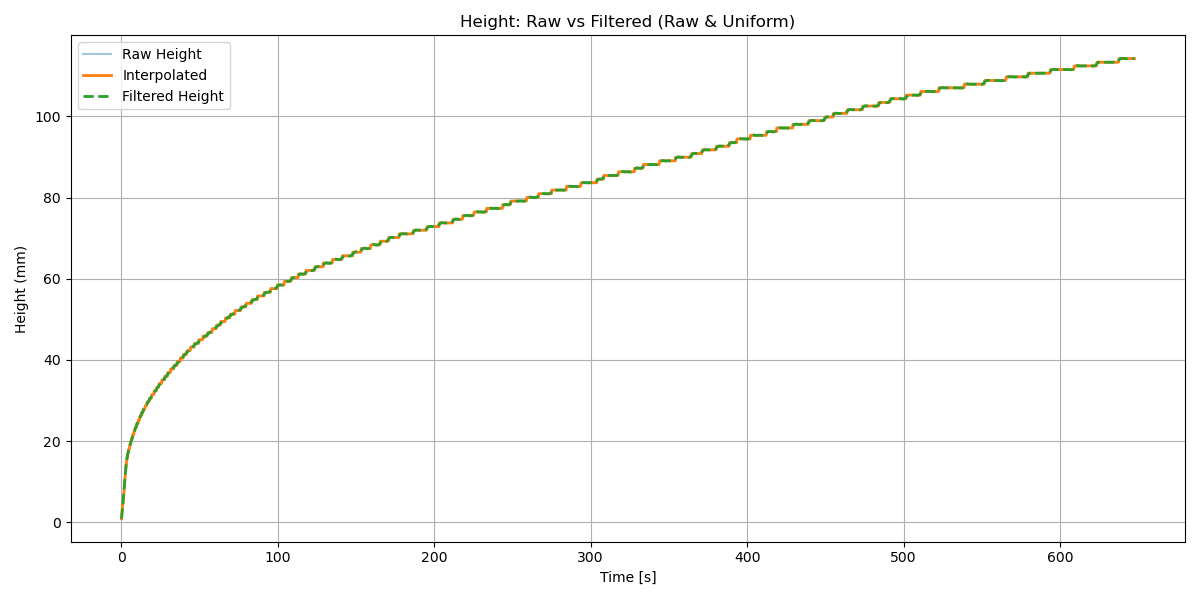 Height: Raw vs Filtered (Raw & Uniform)
Raw Height
Interpolated
Filtered Height
Height (mm)
100
80
60
40
20
0
0 100 200 300 400 500 600
Time [s]